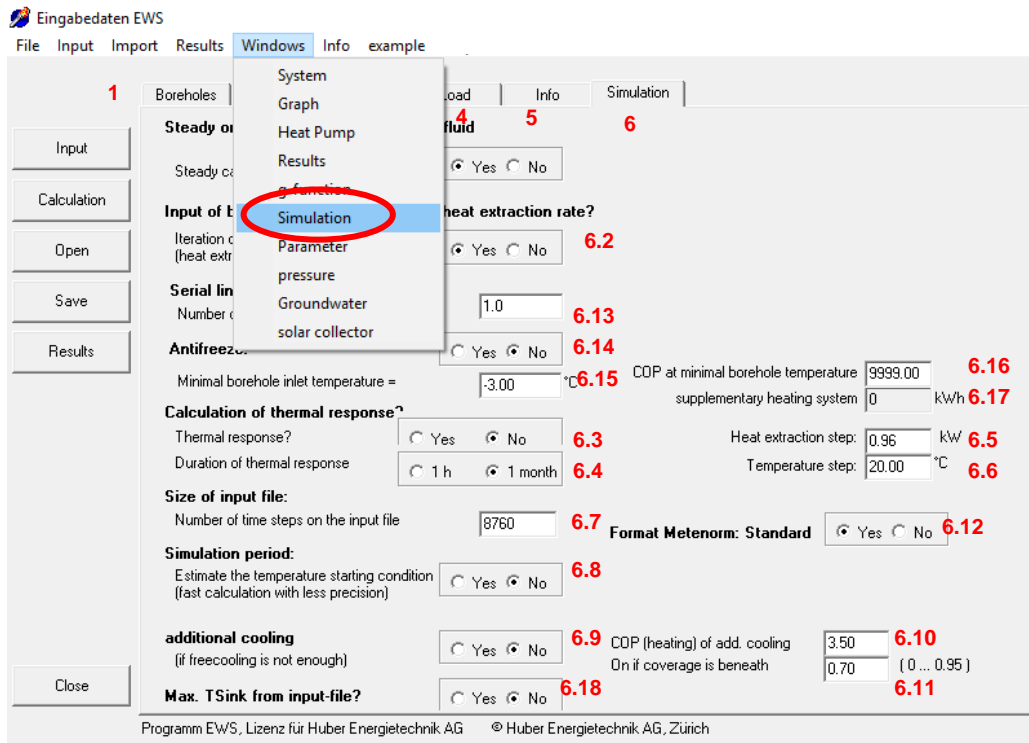 Eingabedaten EWS
File Input Import Results Windows Info example
System
Graph
Heat Pump
Results
g-function
Simulation
Parameter
pressure
Groundwater
solar collector
1 Boreholes Load Info Simulation
4 5 6
Input
Calculation
Open
Save
Results
Close
Steady fluid
Steady Yes No
Input of heat extraction rate?
Iteration
(heat Yes No 6.2
Serial
Number 1.0 6.13
Antifreeze: Yes No 6.14
Minimal borehole inlet temperature = -3.00 °C 6.15
COP at minimal borehole temperature 9999.00 6.16
supplementary heating system 0 kWh 6.17
Calculation of thermal response?
Thermal response? Yes No 6.3
Duration of thermal response 1 h 1 month 6.4
Heat extraction step: 0.96 kW 6.5
Temperature step: 20.00 °C 6.6
Size of input file:
Number of time steps on the input file 8760 6.7
Format Metenorm: Standard Yes No 6.12
Simulation period:
Estimate the temperature starting condition
(fast calculation with less precision) Yes No 6.8
additional cooling
(if freecooling is not enough) Yes No 6.9
COP (heating) of add. cooling 3.50 6.10
On if coverage is beneath 0.70 ( 0 ... 0.95 )
6.11
Max. TSink from input-file? Yes No 6.18
Programm EWS, Lizenz für Huber Energietechnik AG © Huber Energietechnik AG, Zürich